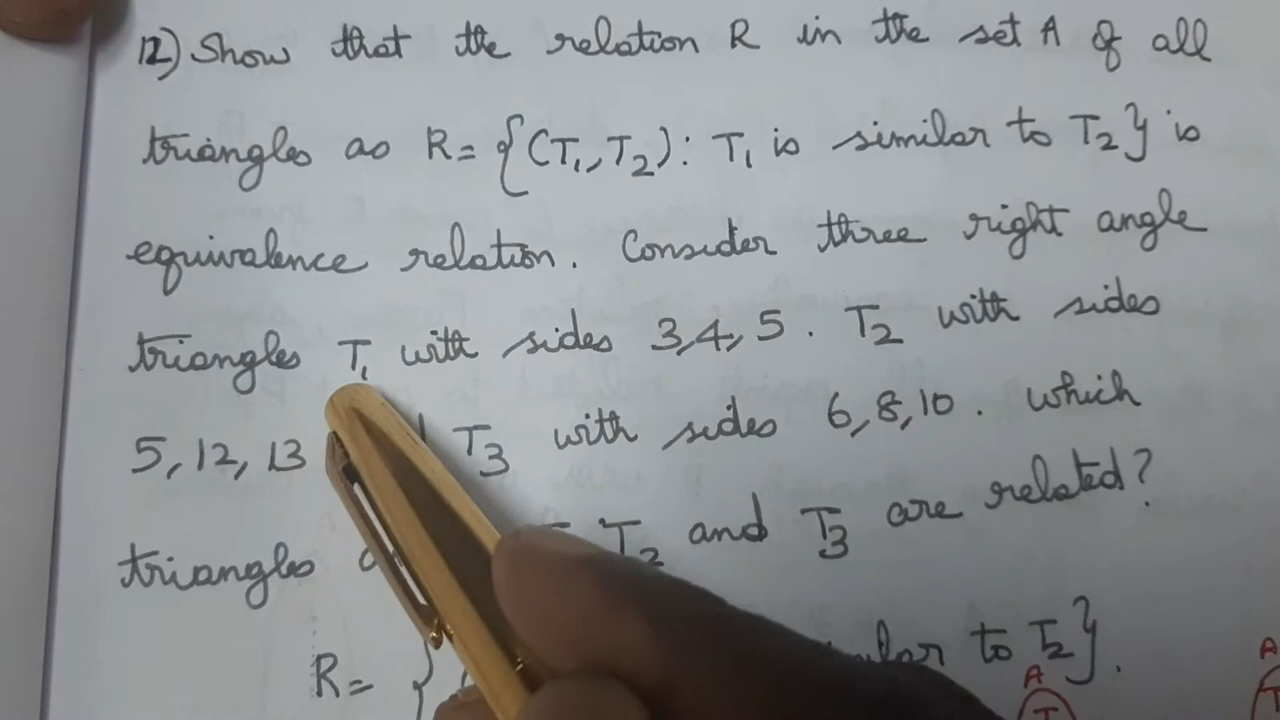 12) Show that the relation R in the set A of all
triangles as R= {(T₁,T₂): T₁ is similar to T₂} is
equivalence relation. Consider three right angle
triangles T₁ with sides 3,4,5. T₂ with sides
5,12,13 T₃ with sides 6,8,10. which
triangles T₂ and T₃ are related?
R= { to T₂}.
A
A